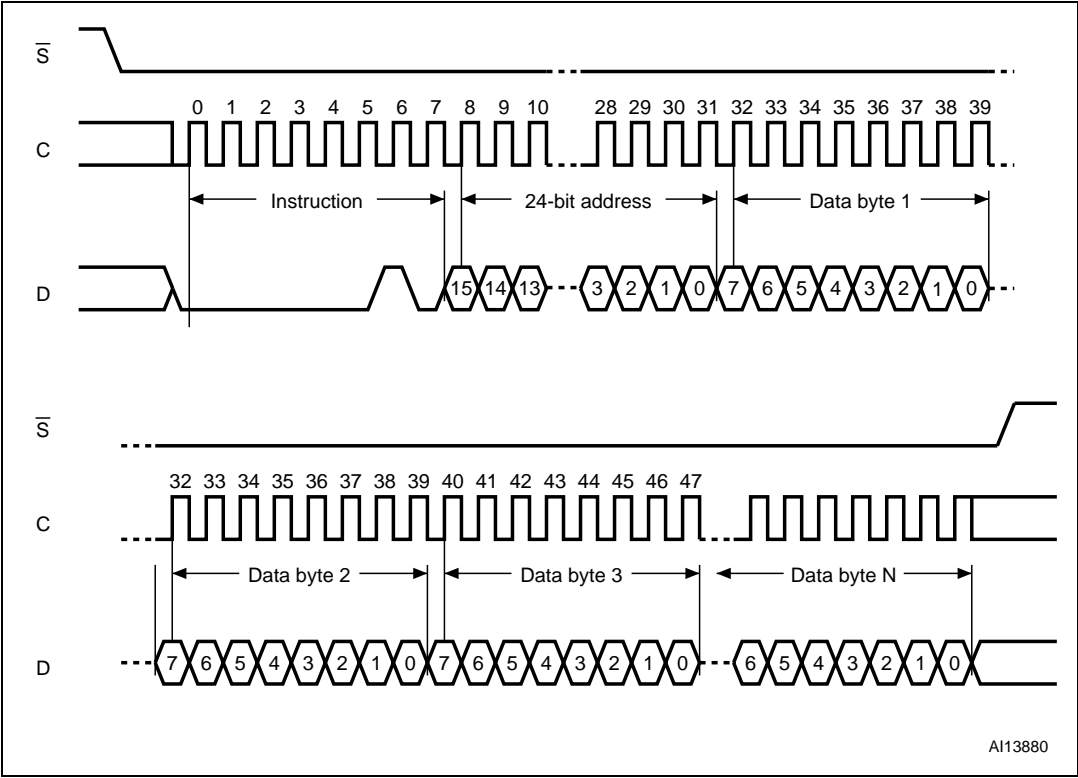 S̅
0 1 2 3 4 5 6 7 8 9 10 28 29 30 31 32 33 34 35 36 37 38 39
C
Instruction 24-bit address Data byte 1
D 15 14 13 3 2 1 0 7 6 5 4 3 2 1 0
S̅
32 33 34 35 36 37 38 39 40 41 42 43 44 45 46 47
C
Data byte 2 Data byte 3 Data byte N
D 7 6 5 4 3 2 1 0 7 6 5 4 3 2 1 0 6 5 4 3 2 1 0
AI13880